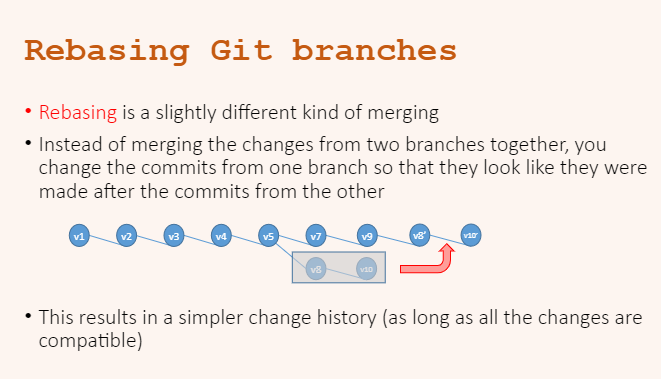 Rebasing Git branches
• Rebasing is a slightly different kind of merging
• Instead of merging the changes from two branches together, you
change the commits from one branch so that they look like they were
made after the commits from the other
v1 v2 v3 v4 v5 v7 v9 v8' v10'
v8 v10
• This results in a simpler change history (as long as all the changes are
compatible)